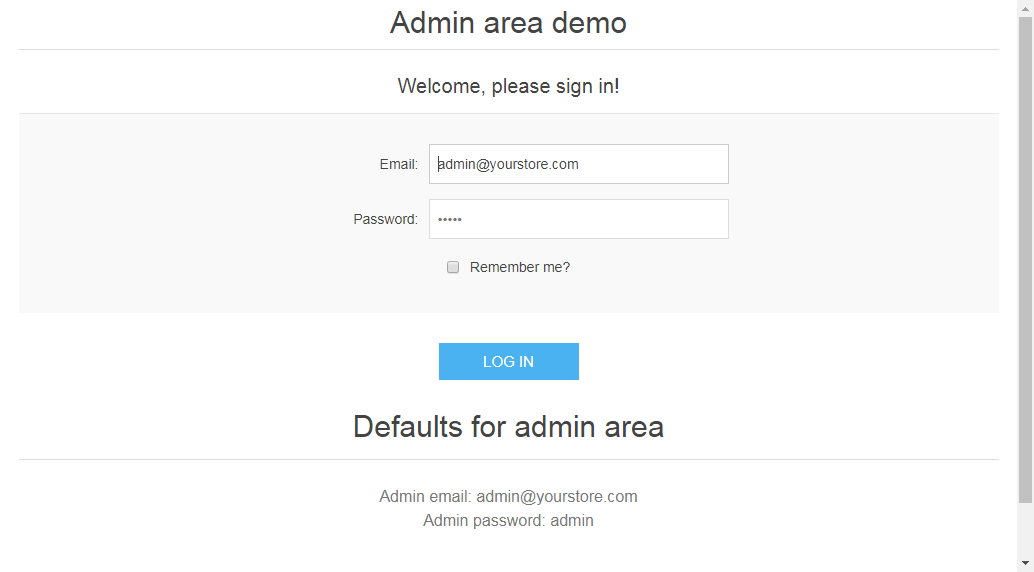 Admin area demo
Welcome, please sign in!
Email: admin@yourstore.com
Password: •••••
Remember me?
LOG IN
Defaults for admin area
Admin email: admin@yourstore.com
Admin password: admin